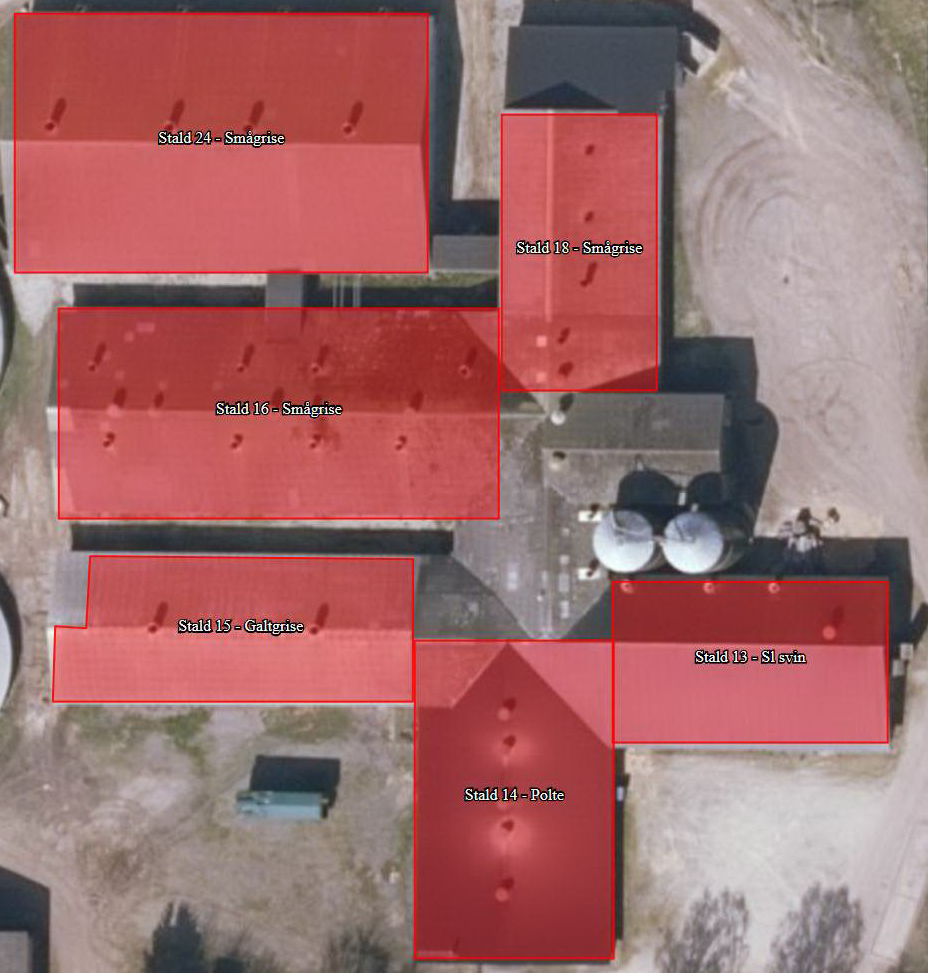 Stald 24 - Smågrise
Stald 18 - Smågrise
Stald 16 - Smågrise
Stald 15 - Galtgrise
Stald 13 - Sl svin
Stald 14 - Polte